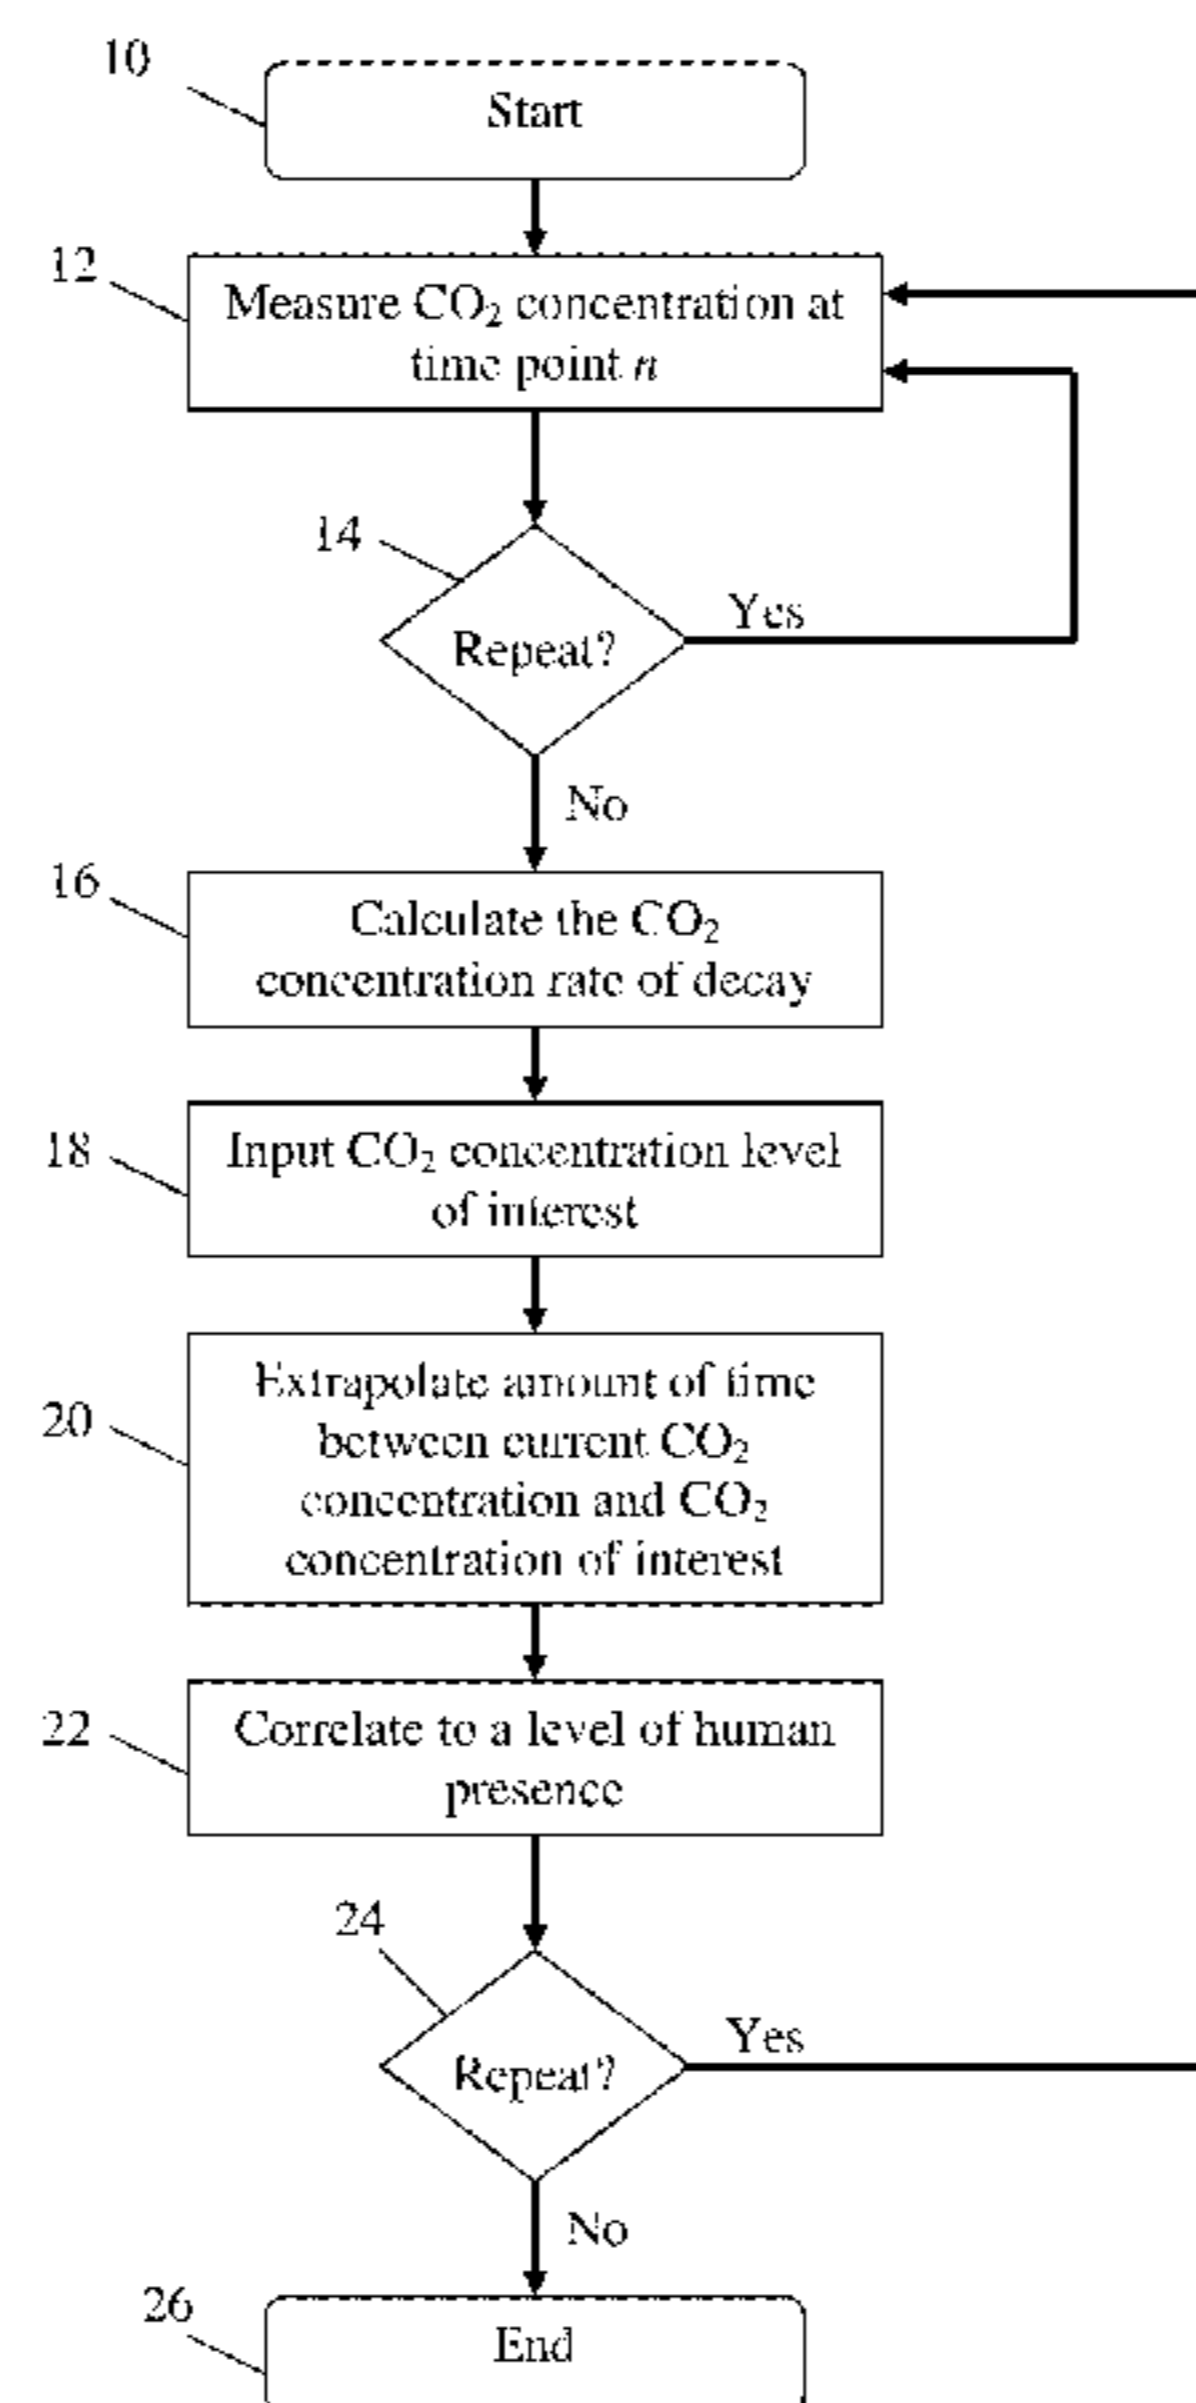 10
Start
12
Measure CO₂ concentration at
time point n
14
Repeat?
Yes
No
16
Calculate the CO₂
concentration rate of decay
18
Input CO₂ concentration level
of interest
20
Extrapolate amount of time
between current CO₂
concentration and CO₂
concentration of interest
22
Correlate to a level of human
presence
24
Repeat?
Yes
No
26
End